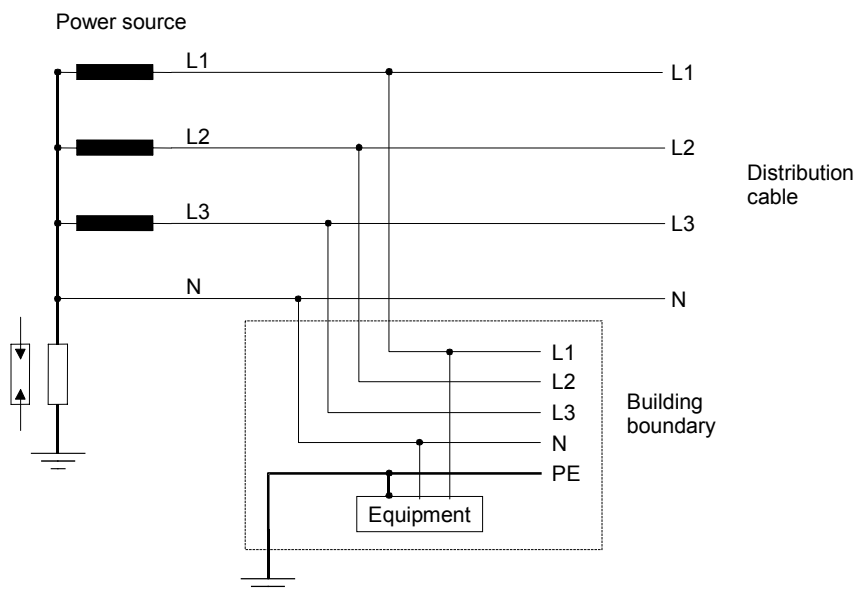 Power source
L1
L1
L2
L2
Distribution
cable
L3
L3
N
N
L1
L2
L3
Building
boundary
N
PE
Equipment